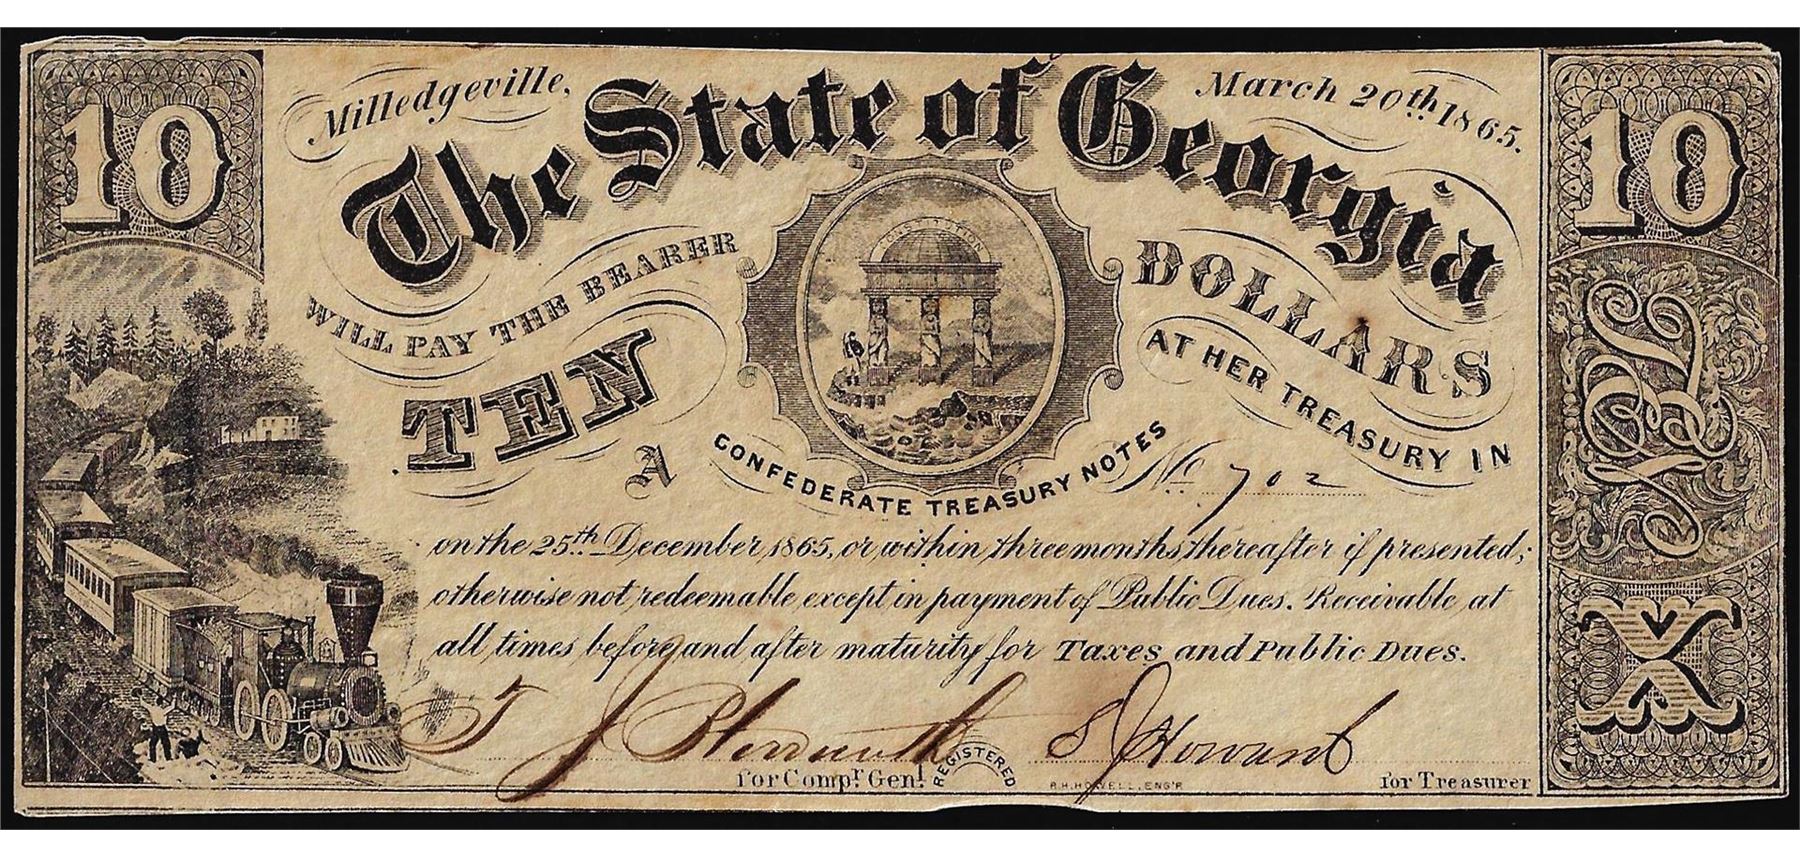 10
Milledgeville,
March 20th 1865.
10
The State of Georgia
WILL PAY THE BEARER
TEN
DOLLARS
CONSTITUTION
AT HER TREASURY IN
CONFEDERATE TREASURY NOTES
A
No. 702
on the 25th December, 1865, or within three months thereafter if presented;
otherwise not redeemable except in payment of Public Dues. Receivable at
all times before and after maturity for Taxes and Public Dues.
X
for Compr. Genl.
REGISTERED
R.H. HOWELL, ENG'R
for Treasurer